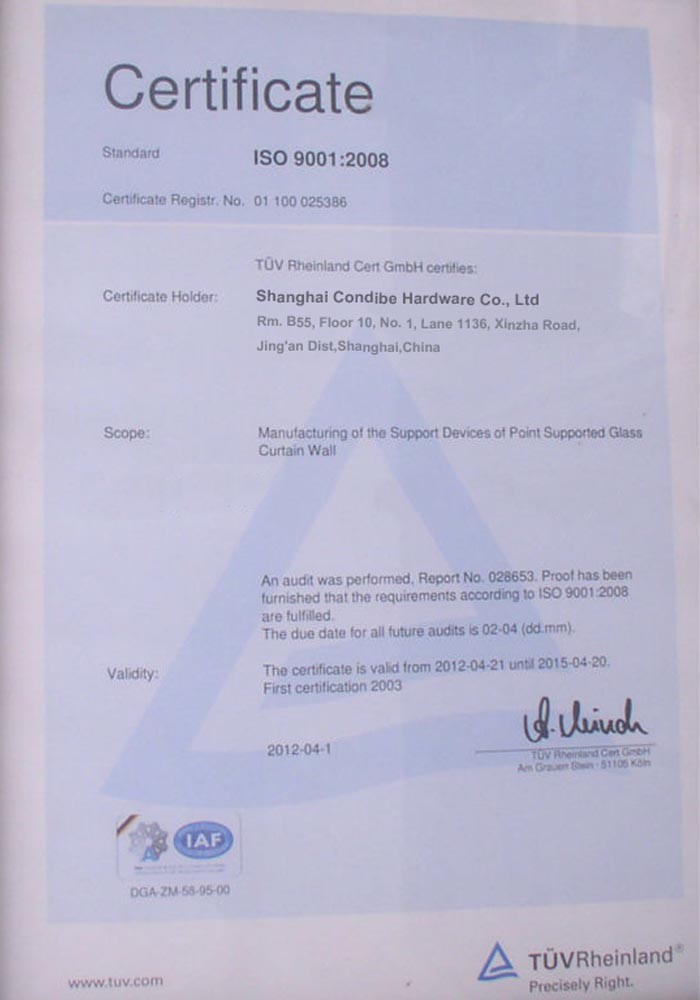 Certificate
Standard ISO 9001:2008
Certificate Registr. No. 01 100 025386
TÜV Rheinland Cert GmbH certifies:
Certificate Holder: Shanghai Condibe Hardware Co., Ltd
Rm. B55, Floor 10, No. 1, Lane 1136, Xinzha Road,
Jing'an Dist,Shanghai,China
Scope: Manufacturing of the Support Devices of Point Supported Glass
Curtain Wall
An audit was performed, Report No. 028653. Proof has been
furnished that the requirements according to ISO 9001:2008
are fulfilled.
The due date for all future audits is 02-04 (dd.mm).
Validity: The certificate is valid from 2012-04-21 until 2015-04-20.
First certification 2003
2012-04-1
TÜV Rheinland Cert GmbH
Am Grauen Stein · 51105 Köln
IAF
DGA-ZM-58-95-00
www.tuv.com
TÜVRheinland®
Precisely Right.